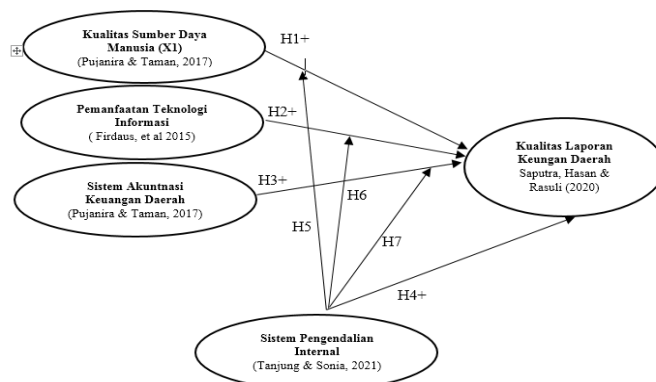 Kualitas Sumber Daya
Manusia (X1)
(Pujanira & Taman, 2017)
H1+
Pemanfaatan Teknologi
Informasi
( Firdaus, et al 2015)
H2+
Sistem Akuntnasi
Keuangan Daerah
(Pujanira & Taman, 2017)
H3+
Kualitas Laporan
Keungan Daerah
Saputra, Hasan &
Rasuli (2020)
H5
H6
H7
H4+
Sistem Pengendalian
Internal
(Tanjung & Sonia, 2021)